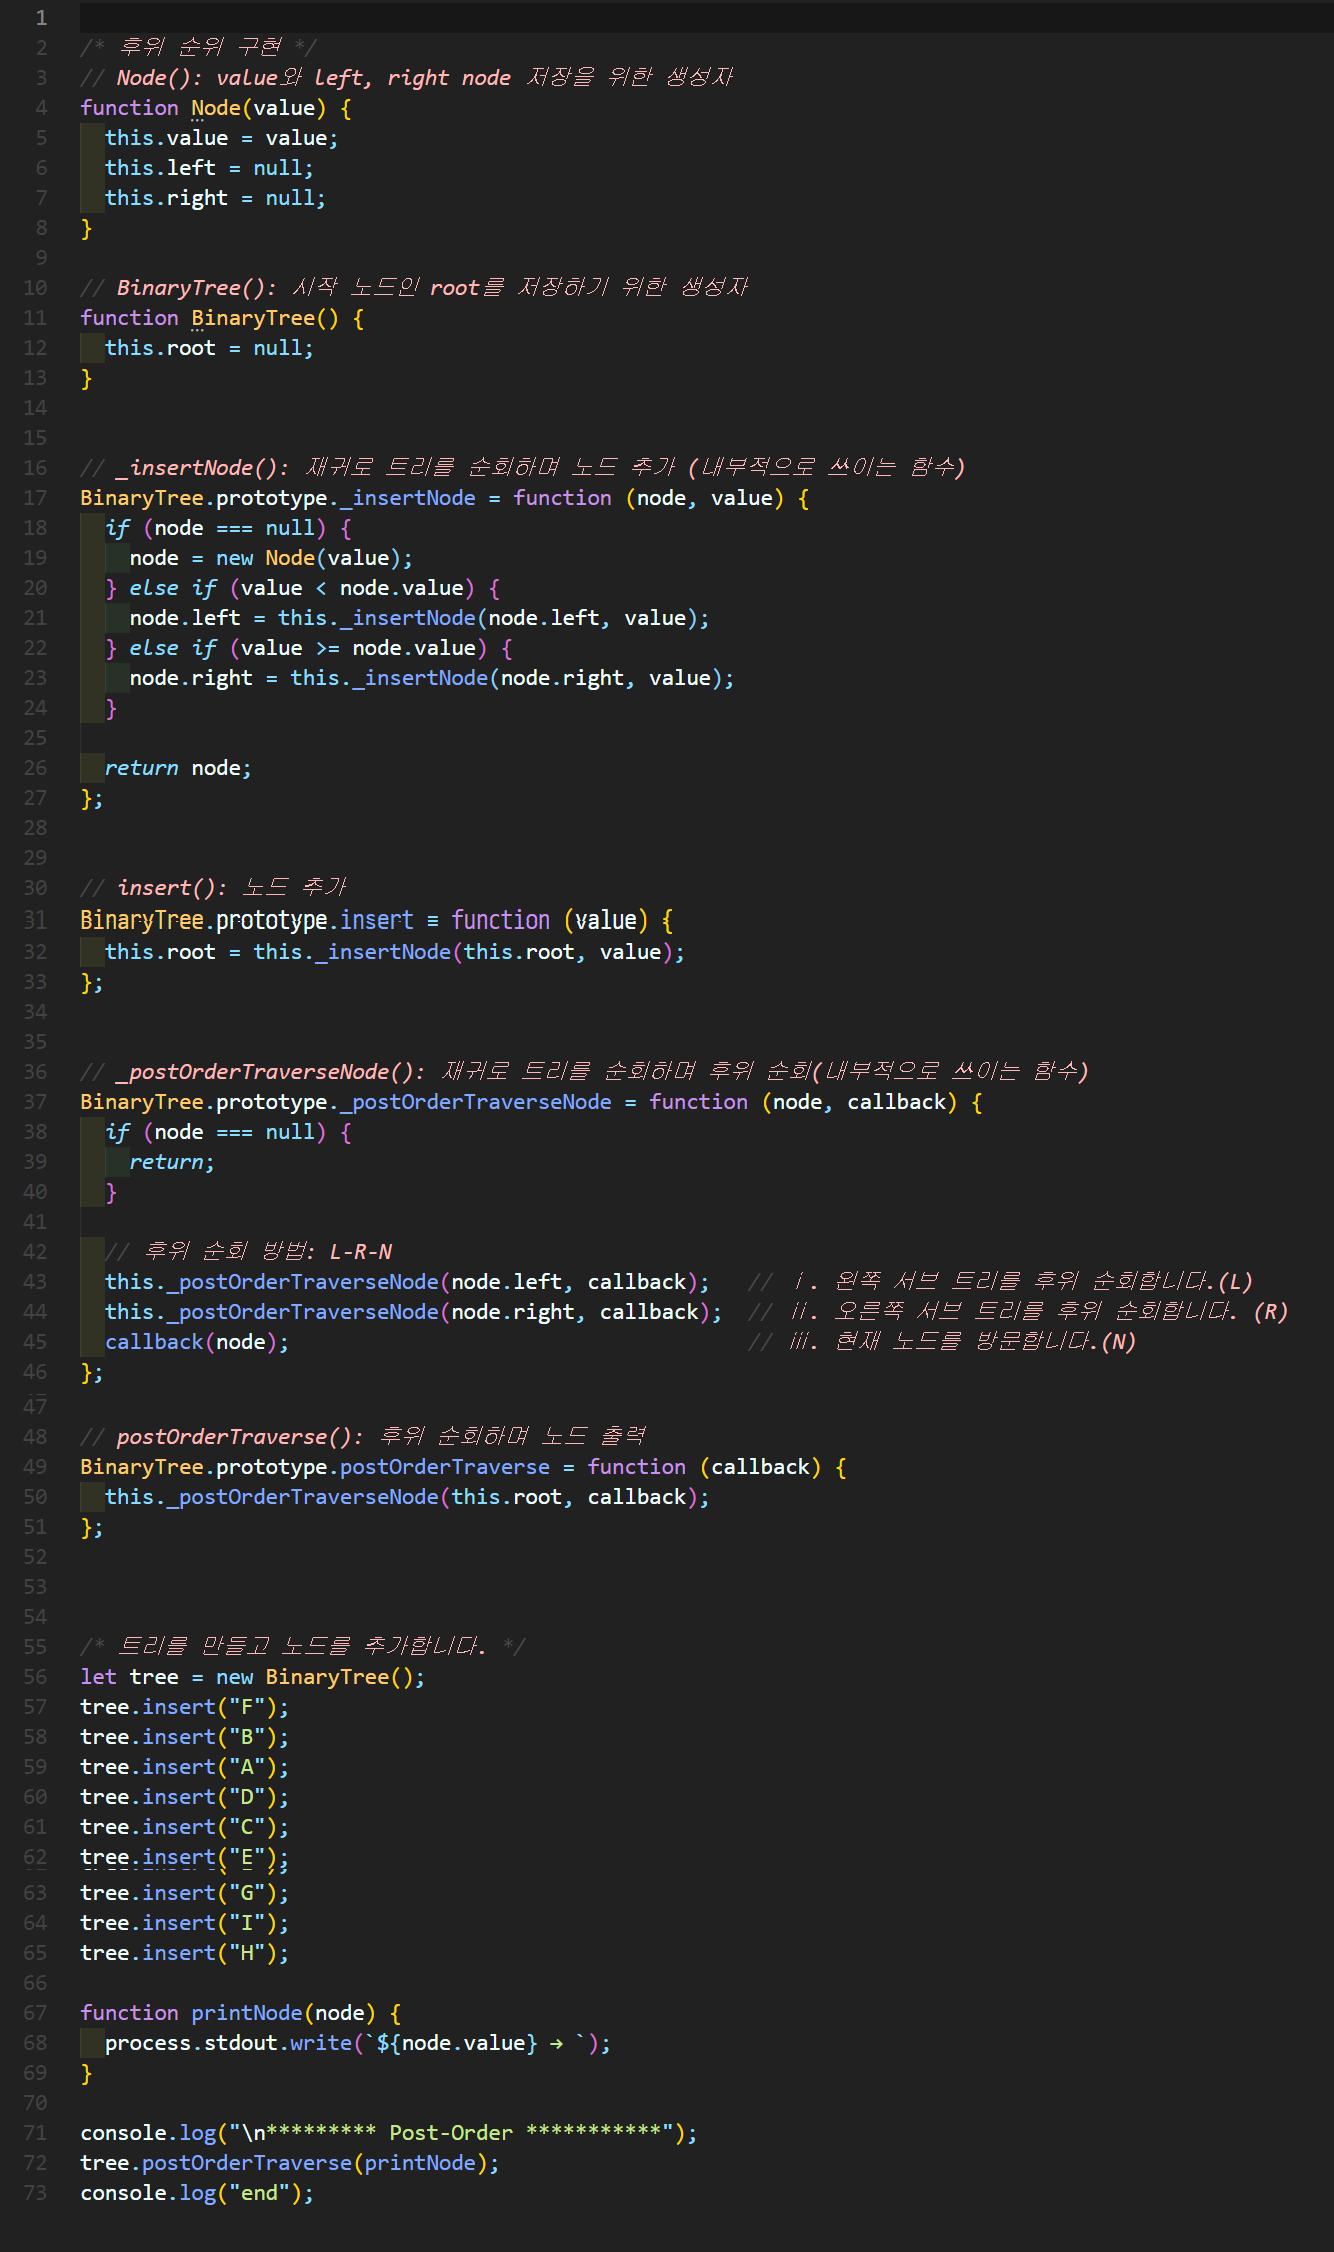 1
2 /* 후위 순위 구현 */
3 // Node(): value와 left, right node 저장을 위한 생성자
4 function Node(value) {
5   this.value = value;
6   this.left = null;
7   this.right = null;
8 }
9
10 // BinaryTree(): 시작 노드인 root를 저장하기 위한 생성자
11 function BinaryTree() {
12   this.root = null;
13 }
14
15
16 // _insertNode(): 재귀로 트리를 순회하며 노드 추가 (내부적으로 쓰이는 함수)
17 BinaryTree.prototype._insertNode = function (node, value) {
18   if (node === null) {
19     node = new Node(value);
20   } else if (value < node.value) {
21     node.left = this._insertNode(node.left, value);
22   } else if (value >= node.value) {
23     node.right = this._insertNode(node.right, value);
24   }
25
26   return node;
27 };
28
29
30 // insert(): 노드 추가
31 BinaryTree.prototype.insert = function (value) {
32   this.root = this._insertNode(this.root, value);
33 };
34
35
36 // _postOrderTraverseNode(): 재귀로 트리를 순회하며 후위 순회(내부적으로 쓰이는 함수)
37 BinaryTree.prototype._postOrderTraverseNode = function (node, callback) {
38   if (node === null) {
39     return;
40   }
41
42   // 후위 순회 방법: L-R-N
43   this._postOrderTraverseNode(node.left, callback);   // ⅰ. 왼쪽 서브 트리를 후위 순회합니다.(L)
44   this._postOrderTraverseNode(node.right, callback);  // ⅱ. 오른쪽 서브 트리를 후위 순회합니다. (R)
45   callback(node);                                     // ⅲ. 현재 노드를 방문합니다.(N)
46 };
47
48 // postOrderTraverse(): 후위 순회하며 노드 출력
49 BinaryTree.prototype.postOrderTraverse = function (callback) {
50   this._postOrderTraverseNode(this.root, callback);
51 };
52
53
54
55 /* 트리를 만들고 노드를 추가합니다. */
56 let tree = new BinaryTree();
57 tree.insert("F");
58 tree.insert("B");
59 tree.insert("A");
60 tree.insert("D");
61 tree.insert("C");
62 tree.insert("E");
63 tree.insert("G");
64 tree.insert("I");
65 tree.insert("H");
66
67 function printNode(node) {
68   process.stdout.write(`${node.value} → `);
69 }
70
71 console.log("\n********* Post-Order ***********");
72 tree.postOrderTraverse(printNode);
73 console.log("end");